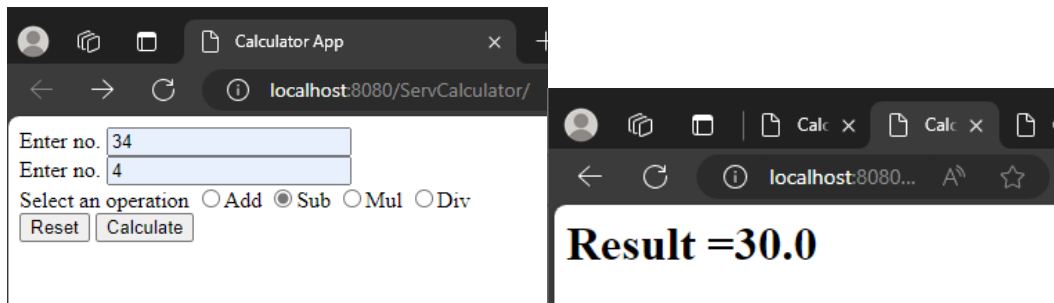 Calculator App
localhost:8080/ServCalculator/
Enter no. 34
Enter no. 4
Select an operation Add Sub Mul Div
Reset Calculate
Calc Calc
localhost:8080...
Result =30.0